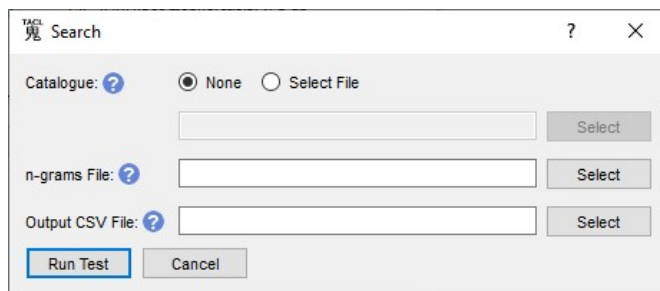 TACL
鬼 Search ? ×
Catalogue: ? None Select File
Select
n-grams File: ? Select
Output CSV File: ? Select
Run Test Cancel